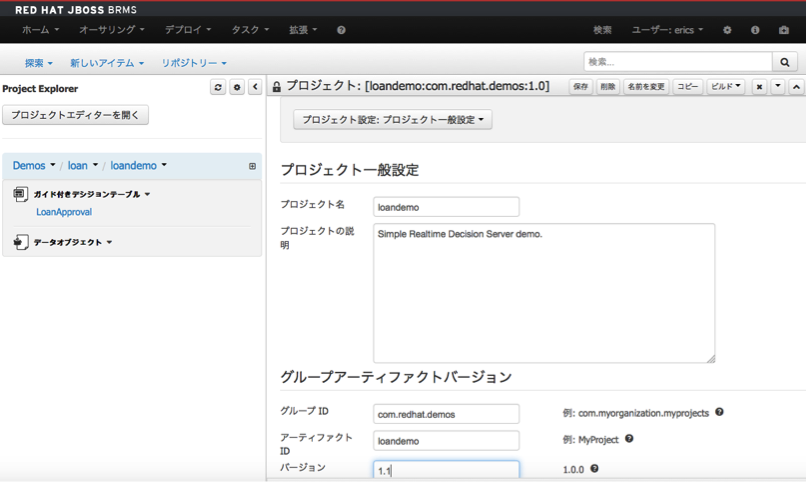 RED HAT JBOSS BRMS
ホーム オーサリング デプロイ タスク 拡張 検索 ユーザー: erics
探索 新しいアイテム リポジトリー 検索...
Project Explorer
プロジェクトエディターを開く
Demos / loan / loandemo
ガイド付きデシジョンテーブル
LoanApproval
データオブジェクト
プロジェクト: [loandemo:com.redhat.demos:1.0] 保存 削除 名前を変更 コピー ビルド
プロジェクト設定: プロジェクト一般設定
プロジェクト一般設定
プロジェクト名 loandemo
プロジェクトの説
明
Simple Realtime Decision Server demo.
グループアーティファクトバージョン
グループ ID com.redhat.demos 例: com.myorganization.myprojects
アーティファクト
ID
loandemo 例: MyProject
バージョン 1.1 1.0.0